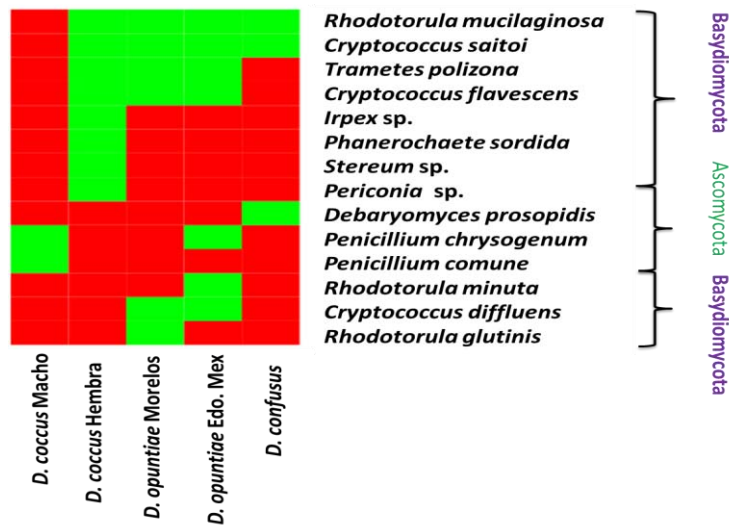 Rhodotorula mucilaginosa
Cryptococcus saitoi
Trametes polizona
Cryptococcus flavescens
Irpex sp.
Phanerochaete sordida
Stereum sp.
Periconia sp.
Debaryomyces prosopidis
Penicillium chrysogenum
Penicillium comune
Rhodotorula minuta
Cryptococcus diffluens
Rhodotorula glutinis
Basydiomycota
Ascomycota
Basydiomycota
D. coccus Macho
D. coccus Hembra
D. opuntiae Morelos
D. opuntiae Edo. Mex
D. confusus